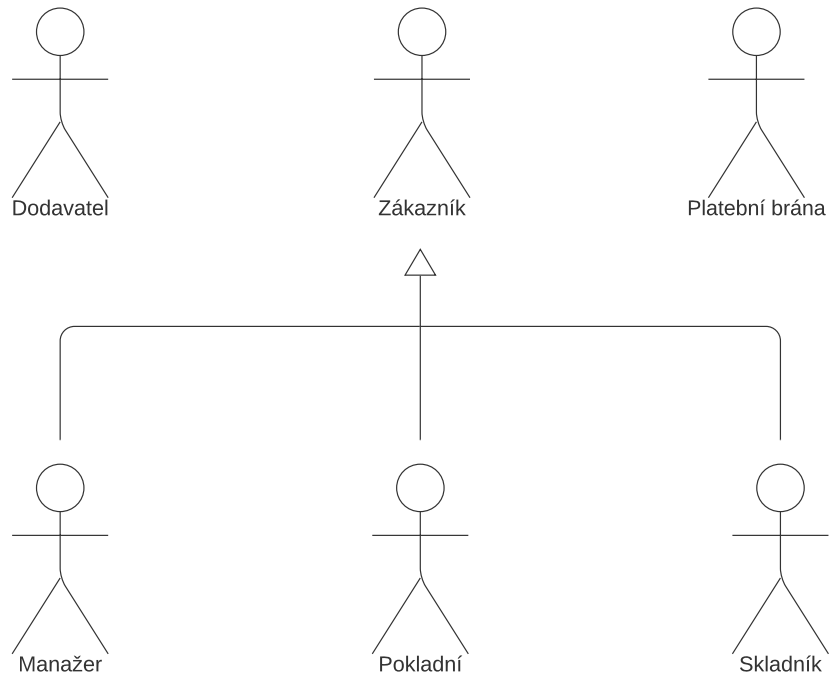 Dodavatel
Zákazník
Platební brána
Manažer
Pokladní
Skladník